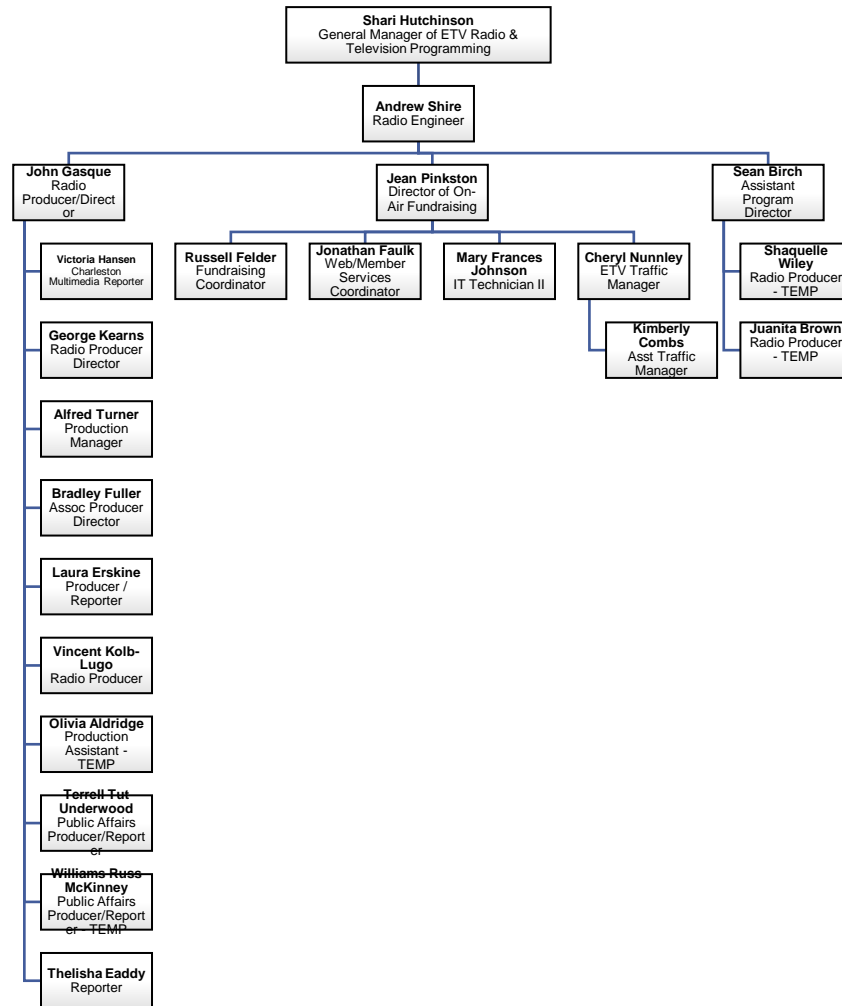 Shari Hutchinson
General Manager of ETV Radio &
Television Programming
Andrew Shire
Radio Engineer
John Gasque
Radio
Producer/Direct
or
Jean Pinkston
Director of On-
Air Fundraising
Sean Birch
Assistant
Program
Director
Victoria Hansen
Charleston
Multimedia Reporter
George Kearns
Radio Producer
Director
Alfred Turner
Production
Manager
Bradley Fuller
Assoc Producer
Director
Laura Erskine
Producer /
Reporter
Vincent Kolb-
Lugo
Radio Producer
Olivia Aldridge
Production
Assistant -
TEMP
Terrell Tut
Underwood
Public Affairs
Producer/Report
er
Williams Russ
McKinney
Public Affairs
Producer/Report
er - TEMP
Thelisha Eaddy
Reporter
Russell Felder
Fundraising
Coordinator
Jonathan Faulk
Web/Member
Services
Coordinator
Mary Frances
Johnson
IT Technician II
Cheryl Nunnley
ETV Traffic
Manager
Kimberly
Combs
Asst Traffic
Manager
Shaquelle
Wiley
Radio Producer
- TEMP
Juanita Brown
Radio Producer
- TEMP